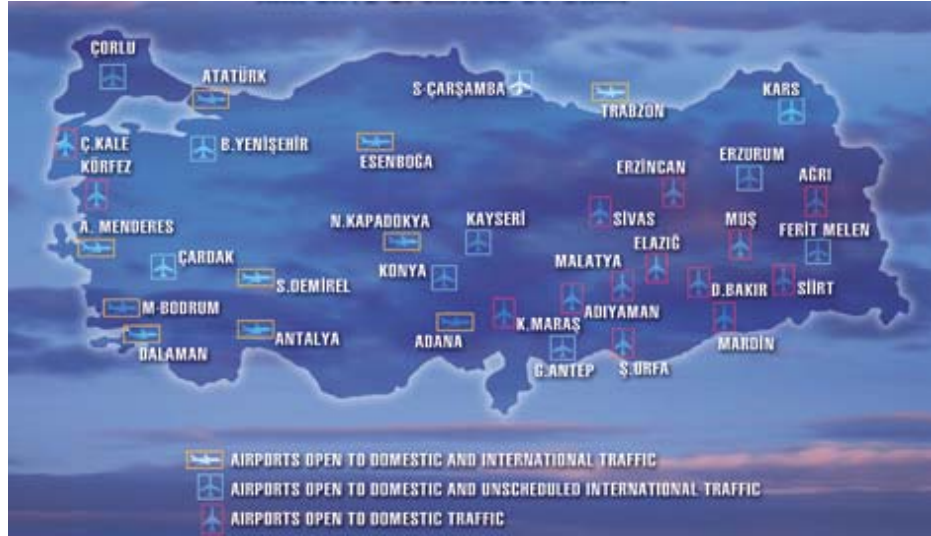 ÇORLU
ATATÜRK
S-ÇARŞAMBA
TRABZON
KARS
Ç.KALE
B.YENİŞEHİR
ESENBOĞA
KÖRFEZ
ERZİNCAN
ERZURUM
AĞRI
A. MENDERES
N.KAPADOKYA
KAYSERİ
SİVAS
MUŞ
ELAZIĞ
FERİT MELEN
ÇARDAK
S.DEMİREL
KONYA
MALATYA
M-BODRUM
D.BAKIR
SİİRT
ADIYAMAN
K.MARAŞ
DALAMAN
ANTALYA
ADANA
MARDİN
G.ANTEP
Ş.URFA
AIRPORTS OPEN TO DOMESTIC AND INTERNATIONAL TRAFFIC
AIRPORTS OPEN TO DOMESTIC AND UNSCHEDULED INTERNATIONAL TRAFFIC
AIRPORTS OPEN TO DOMESTIC TRAFFIC